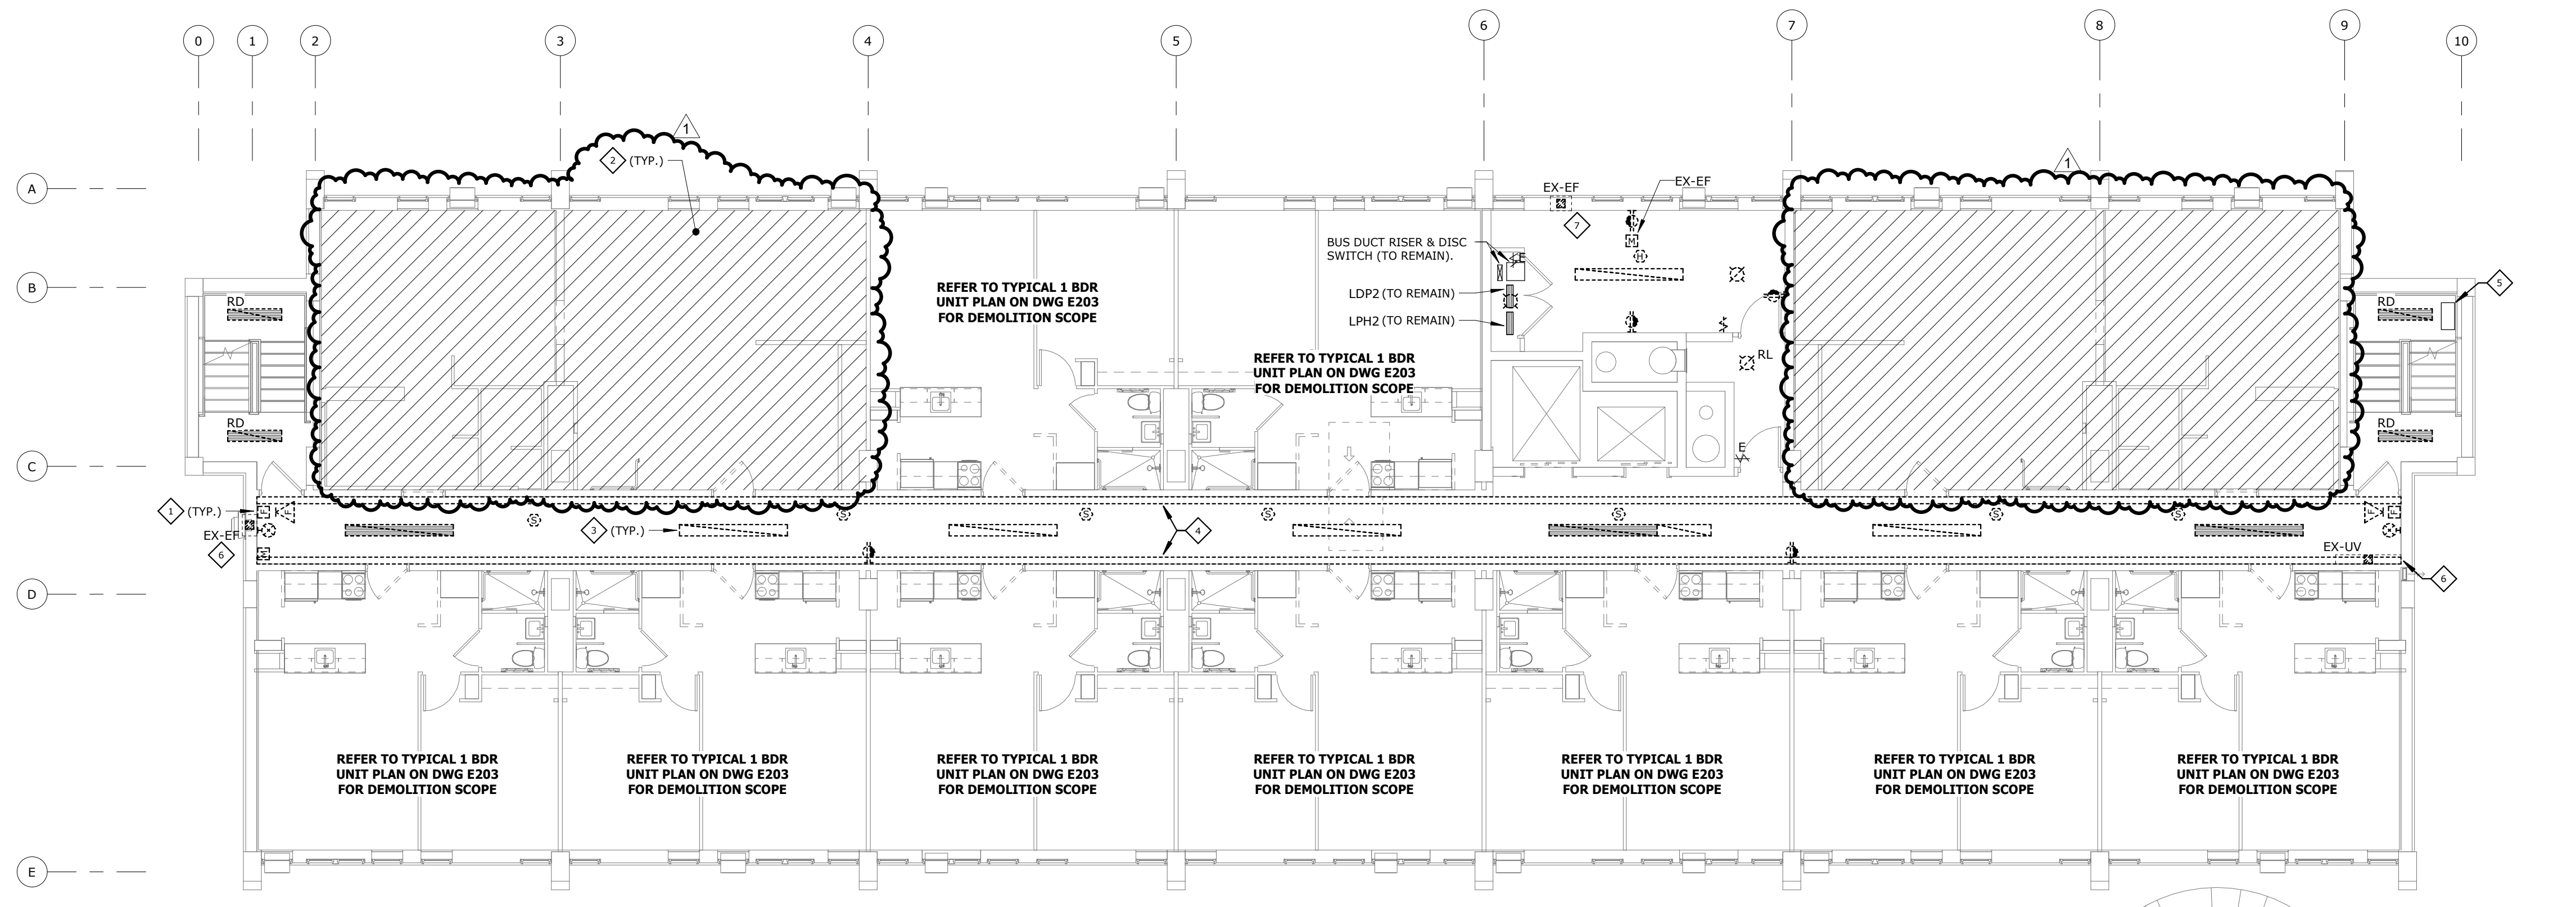 0 1 2 3 4 5 6 7 8 9 10
1
1
2 (TYP.)
A
EX-EF
EX-EF
7
M
H
BUS DUCT RISER & DISC
SWITCH (TO REMAIN).
B
REFER TO TYPICAL 1 BDR
UNIT PLAN ON DWG E203
FOR DEMOLITION SCOPE
LDP2 (TO REMAIN)
LPH2 (TO REMAIN)
5
RD
RD
REFER TO TYPICAL 1 BDR
UNIT PLAN ON DWG E203
FOR DEMOLITION SCOPE
RL
RD
RD
E
C
1 (TYP.)
F
F
S
S
S
S
S
S
S
F
F
3 (TYP.)
4
EX-EF
6
M
EX-UV
6
D
REFER TO TYPICAL 1 BDR
UNIT PLAN ON DWG E203
FOR DEMOLITION SCOPE
REFER TO TYPICAL 1 BDR
UNIT PLAN ON DWG E203
FOR DEMOLITION SCOPE
REFER TO TYPICAL 1 BDR
UNIT PLAN ON DWG E203
FOR DEMOLITION SCOPE
REFER TO TYPICAL 1 BDR
UNIT PLAN ON DWG E203
FOR DEMOLITION SCOPE
REFER TO TYPICAL 1 BDR
UNIT PLAN ON DWG E203
FOR DEMOLITION SCOPE
REFER TO TYPICAL 1 BDR
UNIT PLAN ON DWG E203
FOR DEMOLITION SCOPE
REFER TO TYPICAL 1 BDR
UNIT PLAN ON DWG E203
FOR DEMOLITION SCOPE
E